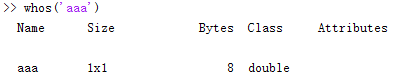 >> whos('aaa')
Name Size Bytes Class Attributes
aaa 1x1 8 double